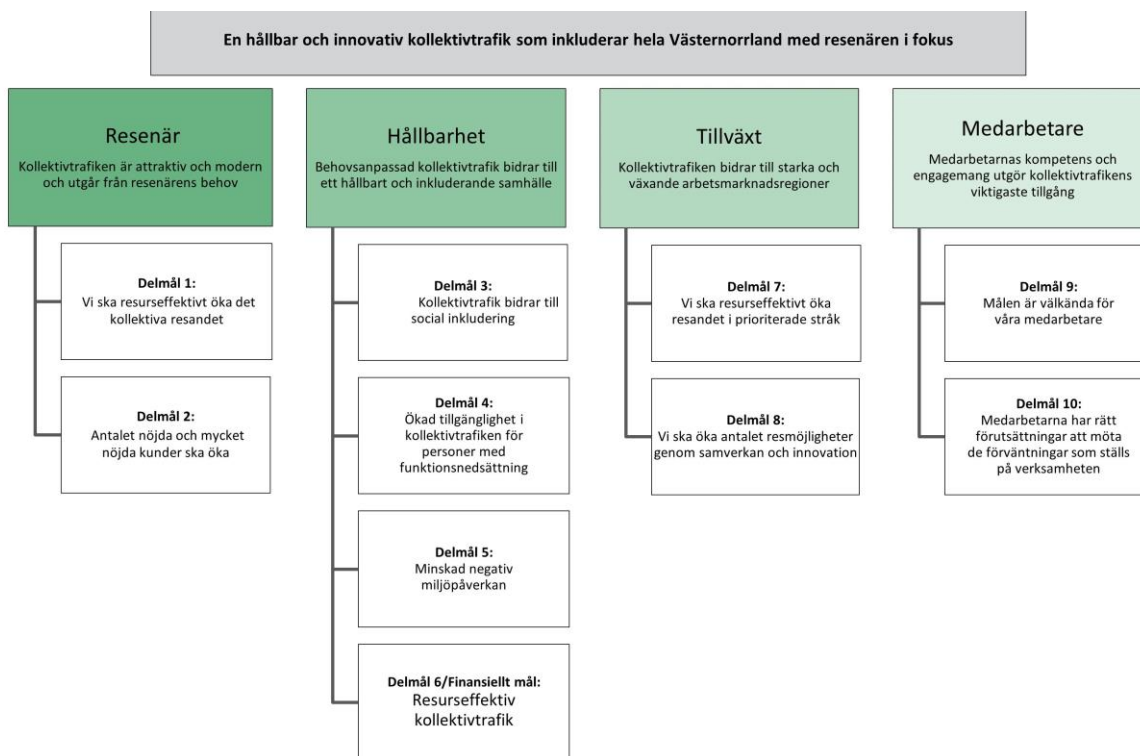 En hållbar och innovativ kollektivtrafik som inkluderar hela Västernorrland med resenären i fokus
Resenär
Kollektivtrafiken är attraktiv och modern
och utgår från resenärens behov
Delmål 1:
Vi ska resurseffektivt öka det
kollektiva resandet
Delmål 2:
Antalet nöjda och mycket
nöjda kunder ska öka
Hållbarhet
Behovsanpassad kollektivtrafik bidrar till
ett hållbart och inkluderande samhälle
Delmål 3:
Kollektivtrafik bidrar till
social inkludering
Delmål 4:
Ökad tillgänglighet i
kollektivtrafiken för
personer med
funktionsnedsättning
Delmål 5:
Minskad negativ
miljöpåverkan
Delmål 6/Finansiellt mål:
Resurseffektiv
kollektivtrafik
Tillväxt
Kollektivtrafiken bidrar till starka och
växande arbetsmarknadsregioner
Delmål 7:
Vi ska resurseffektivt öka
resandet i prioriterade stråk
Delmål 8:
Vi ska öka antalet resmöjligheter
genom samverkan och innovation
Medarbetare
Medarbetarnas kompetens och
engagemang utgör kollektivtrafikens
viktigaste tillgång
Delmål 9:
Målen är välkända för
våra medarbetare
Delmål 10:
Medarbetarna har rätt
förutsättningar att möta
de förväntningar som ställs
på verksamheten